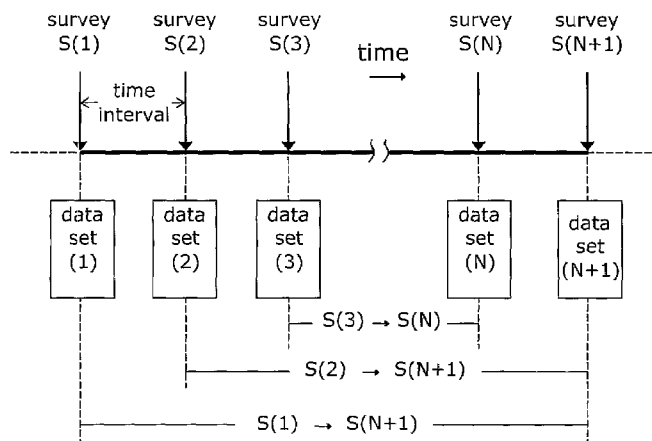 survey survey survey survey survey
S(1) S(2) S(3) time S(N) S(N+1)
time
interval
data data data data data
set set set set set
(1) (2) (3) (N) (N+1)
S(3) → S(N)
S(2) → S(N+1)
S(1) → S(N+1)